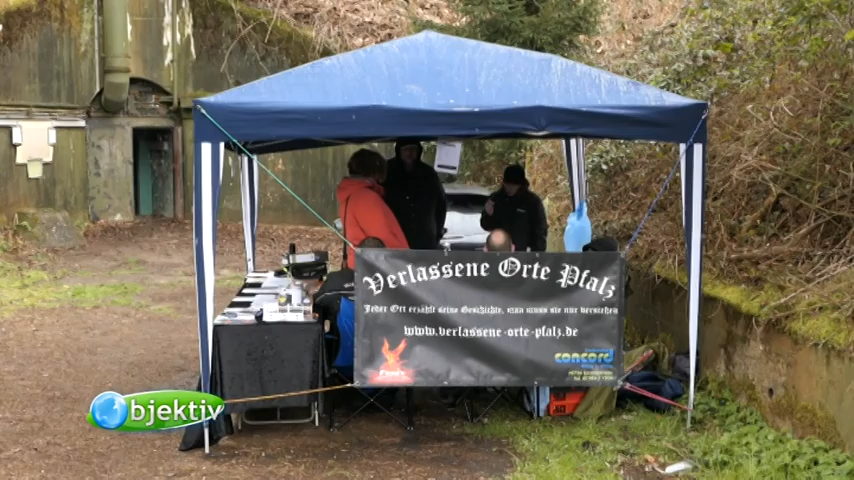 Verlassene Orte Pfalz
Jeder Ort erzählt seine Geschichte, man muss sie nur verstehen
www.verlassene-orte-pfalz.de
concord
Objektiv